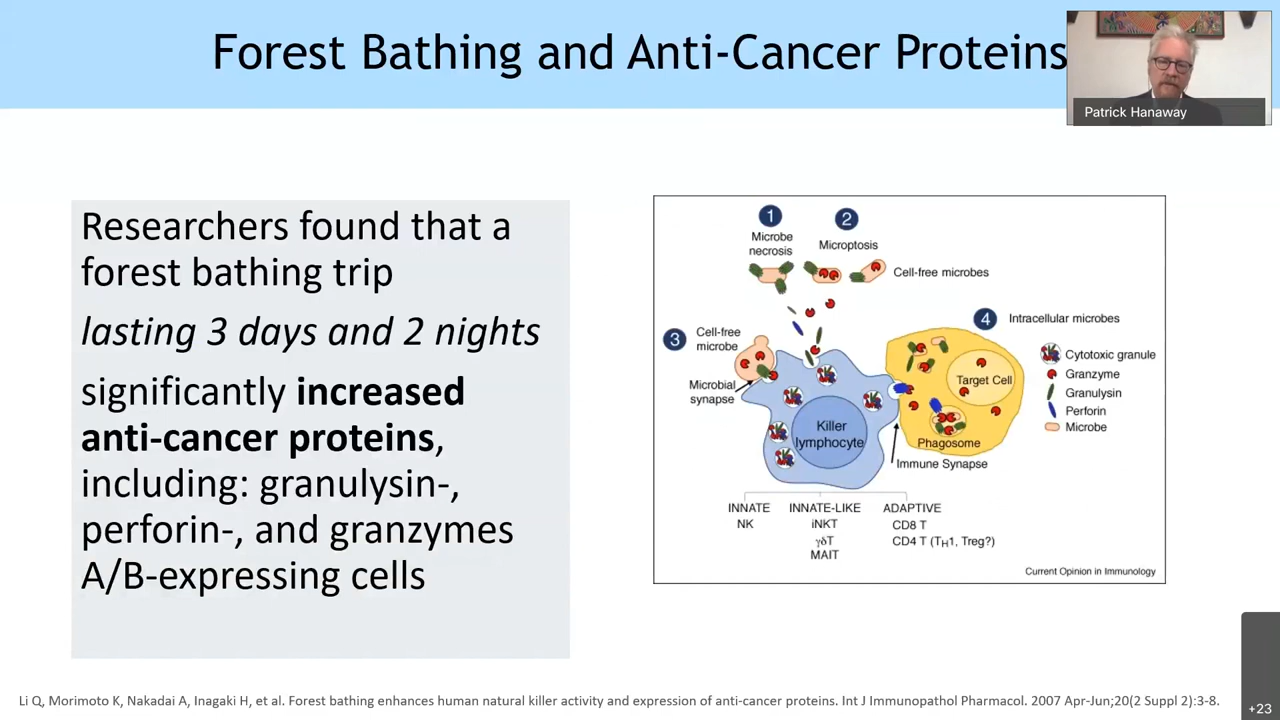 Forest Bathing and Anti-Cancer Proteins
Patrick Hanaway
Researchers found that a
forest bathing trip
lasting 3 days and 2 nights
significantly increased
anti-cancer proteins,
including: granulysin-,
perforin-, and granzymes
A/B-expressing cells
1
Microbe
necrosis
2
Microptosis
Cell-free microbes
3
Cell-free
microbe
Microbial
synapse
4
Intracellular microbes
Target Cell
Phagosome
Immune Synapse
Killer
lymphocyte
Cytotoxic granule
Granzyme
Granulysin
Perforin
Microbe
INNATE
NK
INNATE-LIKE
iNKT
γδT
MAIT
ADAPTIVE
CD8 T
CD4 T (TH1, Treg?)
Current Opinion in Immunology
Li Q, Morimoto K, Nakadai A, Inagaki H, et al. Forest bathing enhances human natural killer activity and expression of anti-cancer proteins. Int J Immunopathol Pharmacol. 2007 Apr-Jun;20(2 Suppl 2):3-8.
+23